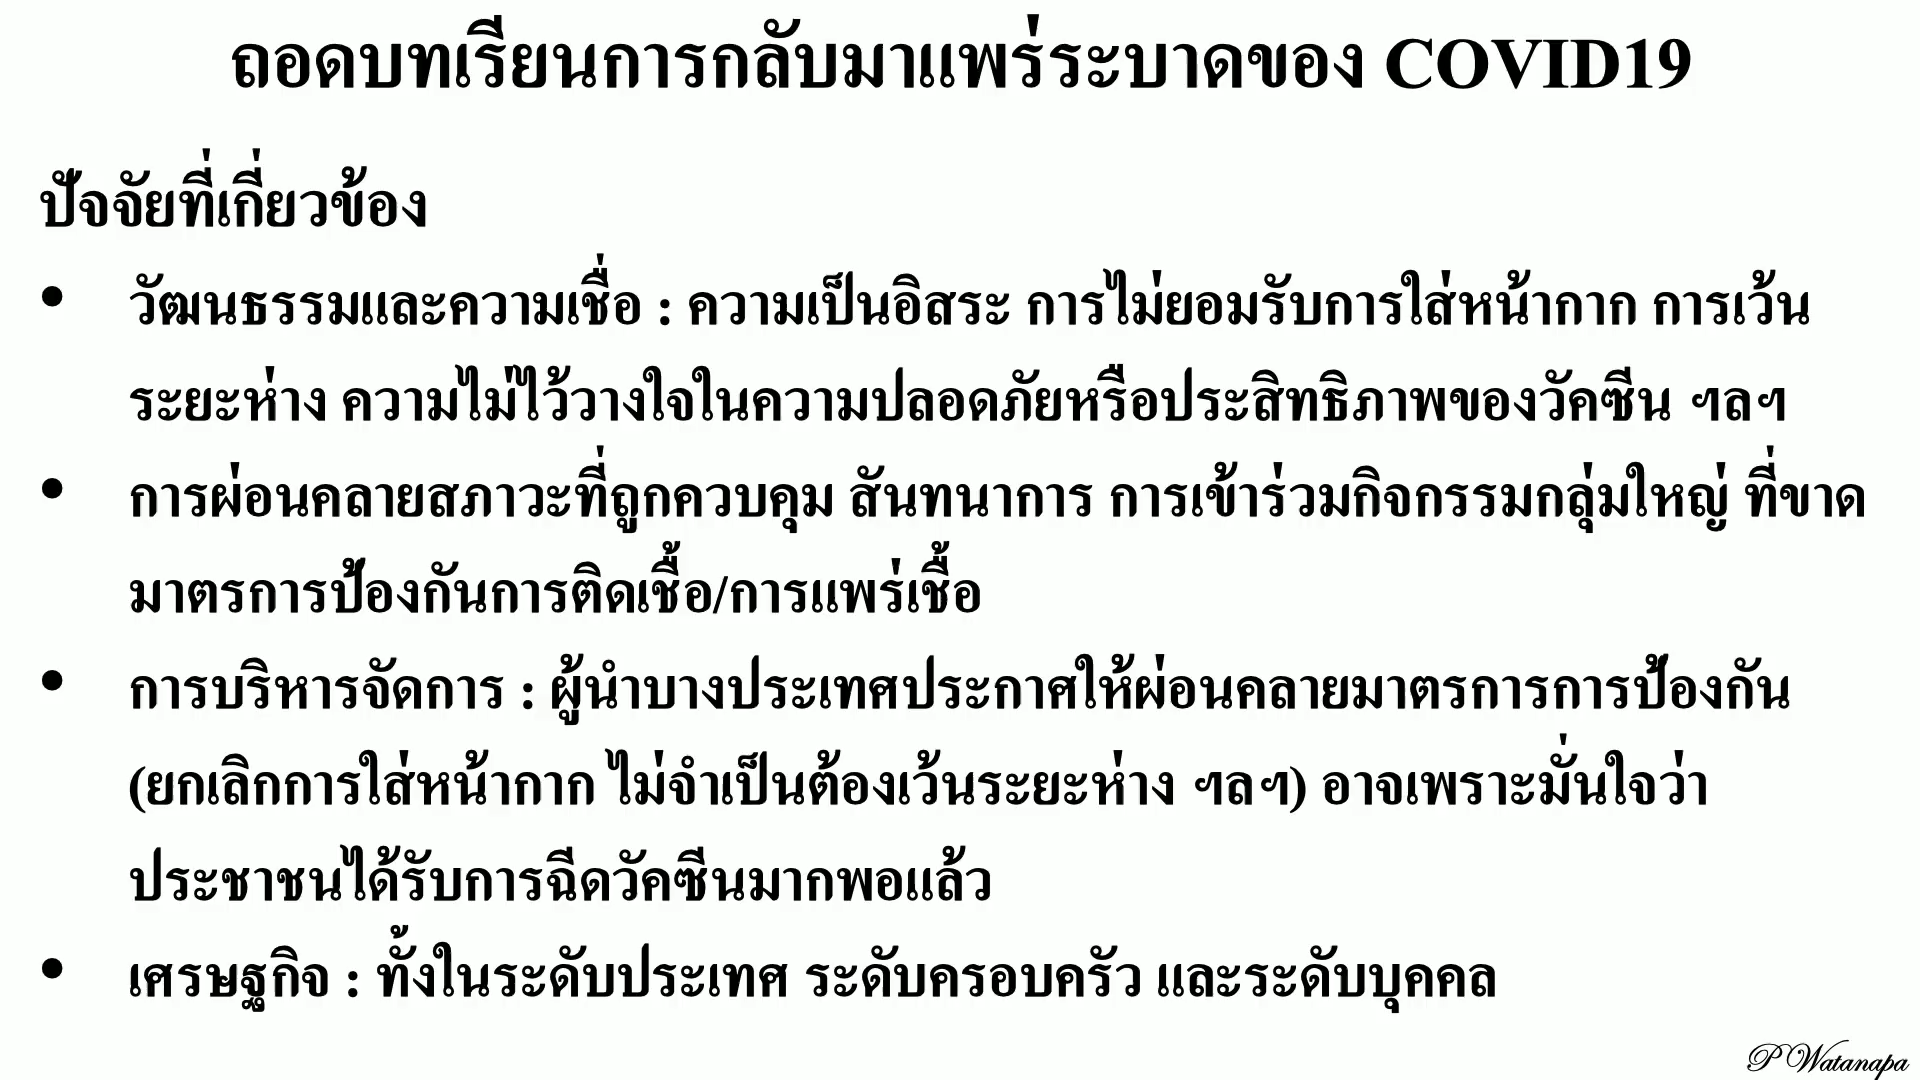 ถอดบทเรียนการกลับมาแพร่ระบาดของ COVID19
ปัจจัยที่เกี่ยวข้อง
• วัฒนธรรมและความเชื่อ : ความเป็นอิสระ การไม่ยอมรับการใส่หน้ากาก การเว้น
ระยะห่าง ความไม่ไว้วางใจในความปลอดภัยหรือประสิทธิภาพของวัคซีน ฯลฯ
• การผ่อนคลายสภาวะที่ถูกควบคุม สันทนาการ การเข้าร่วมกิจกรรมกลุ่มใหญ่ ที่ขาด
มาตรการป้องกันการติดเชื้อ/การแพร่เชื้อ
• การบริหารจัดการ : ผู้นำบางประเทศประกาศให้ผ่อนคลายมาตรการการป้องกัน
(ยกเลิกการใส่หน้ากาก ไม่จำเป็นต้องเว้นระยะห่าง ฯลฯ) อาจเพราะมั่นใจว่า
ประชาชนได้รับการฉีดวัคซีนมากพอแล้ว
• เศรษฐกิจ : ทั้งในระดับประเทศ ระดับครอบครัว และระดับบุคคล
P Watanapa